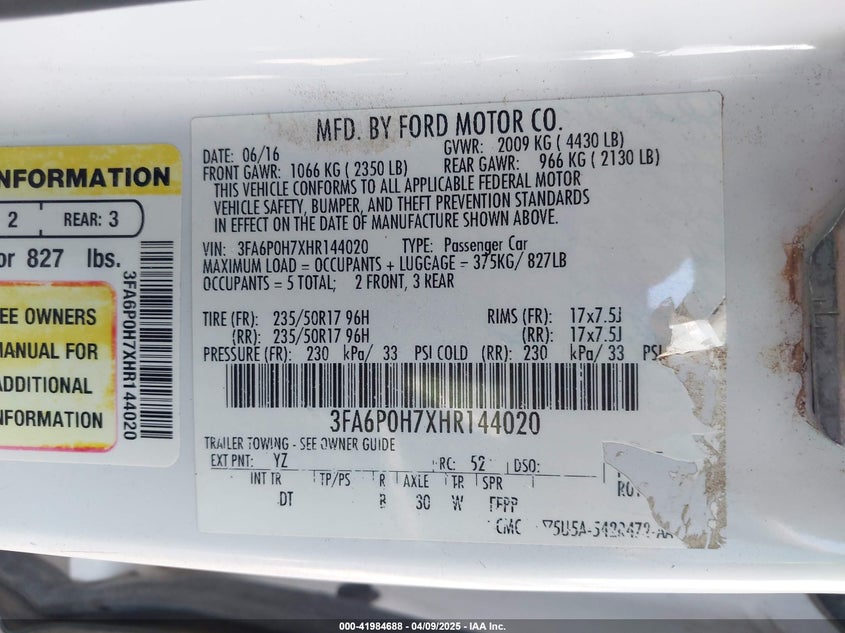 NFORMATION
2 REAR: 3
or 827 lbs.
EE OWNERS
MANUAL FOR
ADDITIONAL
NFORMATION
3FA6P0H7XHR144020
MFD. BY FORD MOTOR CO.
DATE: 06/16 GVWR: 2009 KG ( 4430 LB)
FRONT GAWR: 1066 KG ( 2350 LB) REAR GAWR: 966 KG ( 2130 LB)
THIS VEHICLE CONFORMS TO ALL APPLICABLE FEDERAL MOTOR
VEHICLE SAFETY, BUMPER, AND THEFT PREVENTION STANDARDS
IN EFFECT ON THE DATE OF MANUFACTURE SHOWN ABOVE.
VIN: 3FA6P0H7XHR144020 TYPE: Passenger Car
MAXIMUM LOAD = OCCUPANTS + LUGGAGE = 375KG/ 827LB
OCCUPANTS = 5 TOTAL; 2 FRONT, 3 REAR
TIRE (FR): 235/50R17 96H RIMS (FR): 17x7.5J
(RR): 235/50R17 96H (RR): 17x7.5J
PRESSURE (FR): 230 kPa/ 33 PSI COLD (RR): 230 kPa/ 33 PSI
3FA6P0H7XHR144020
TRAILER TOWING - SEE OWNER GUIDE
EXT PNT: YZ RC: 52 DSO:
INT TR TP/PS R AXLE TR SPR
DT B 30 W
CMC
000-41984688 - 04/09/2025 - IAA Inc.